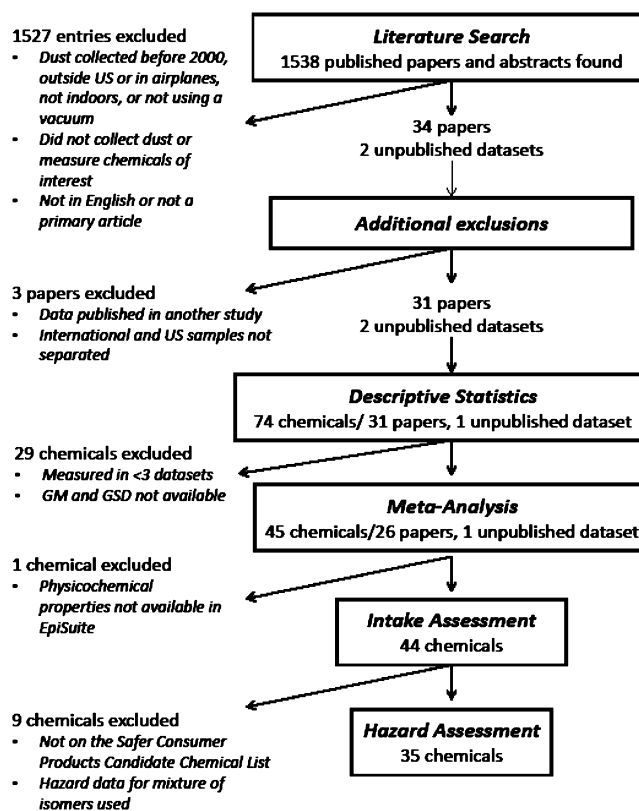 1527 entries excluded
• Dust collected before 2000,
outside US or in airplanes,
not indoors, or not using a
vacuum
• Did not collect dust or
measure chemicals of
interest
• Not in English or not a
primary article
Literature Search
1538 published papers and abstracts found
34 papers
2 unpublished datasets
Additional exclusions
3 papers excluded
• Data published in another study
• International and US samples not
separated
31 papers
2 unpublished datasets
Descriptive Statistics
74 chemicals/ 31 papers, 1 unpublished dataset
29 chemicals excluded
• Measured in <3 datasets
• GM and GSD not available
Meta-Analysis
45 chemicals/26 papers, 1 unpublished dataset
1 chemical excluded
• Physicochemical
properties not available in
EpiSuite
Intake Assessment
44 chemicals
9 chemicals excluded
• Not on the Safer Consumer
Products Candidate Chemical List
• Hazard data for mixture of
isomers used
Hazard Assessment
35 chemicals